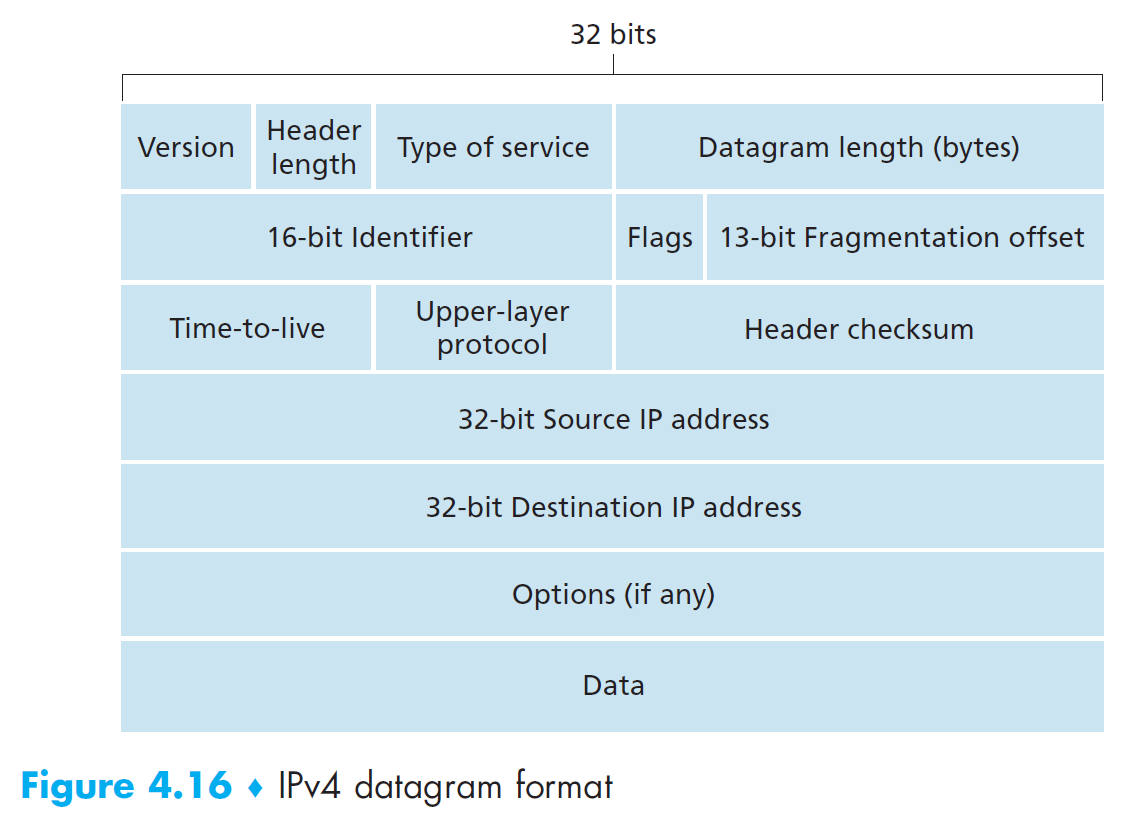 32 bits
Version
Header
length
Type of service
Datagram length (bytes)
16-bit Identifier
Flags
13-bit Fragmentation offset
Time-to-live
Upper-layer
protocol
Header checksum
32-bit Source IP address
32-bit Destination IP address
Options (if any)
Data
Figure 4.16 ♦ IPv4 datagram format